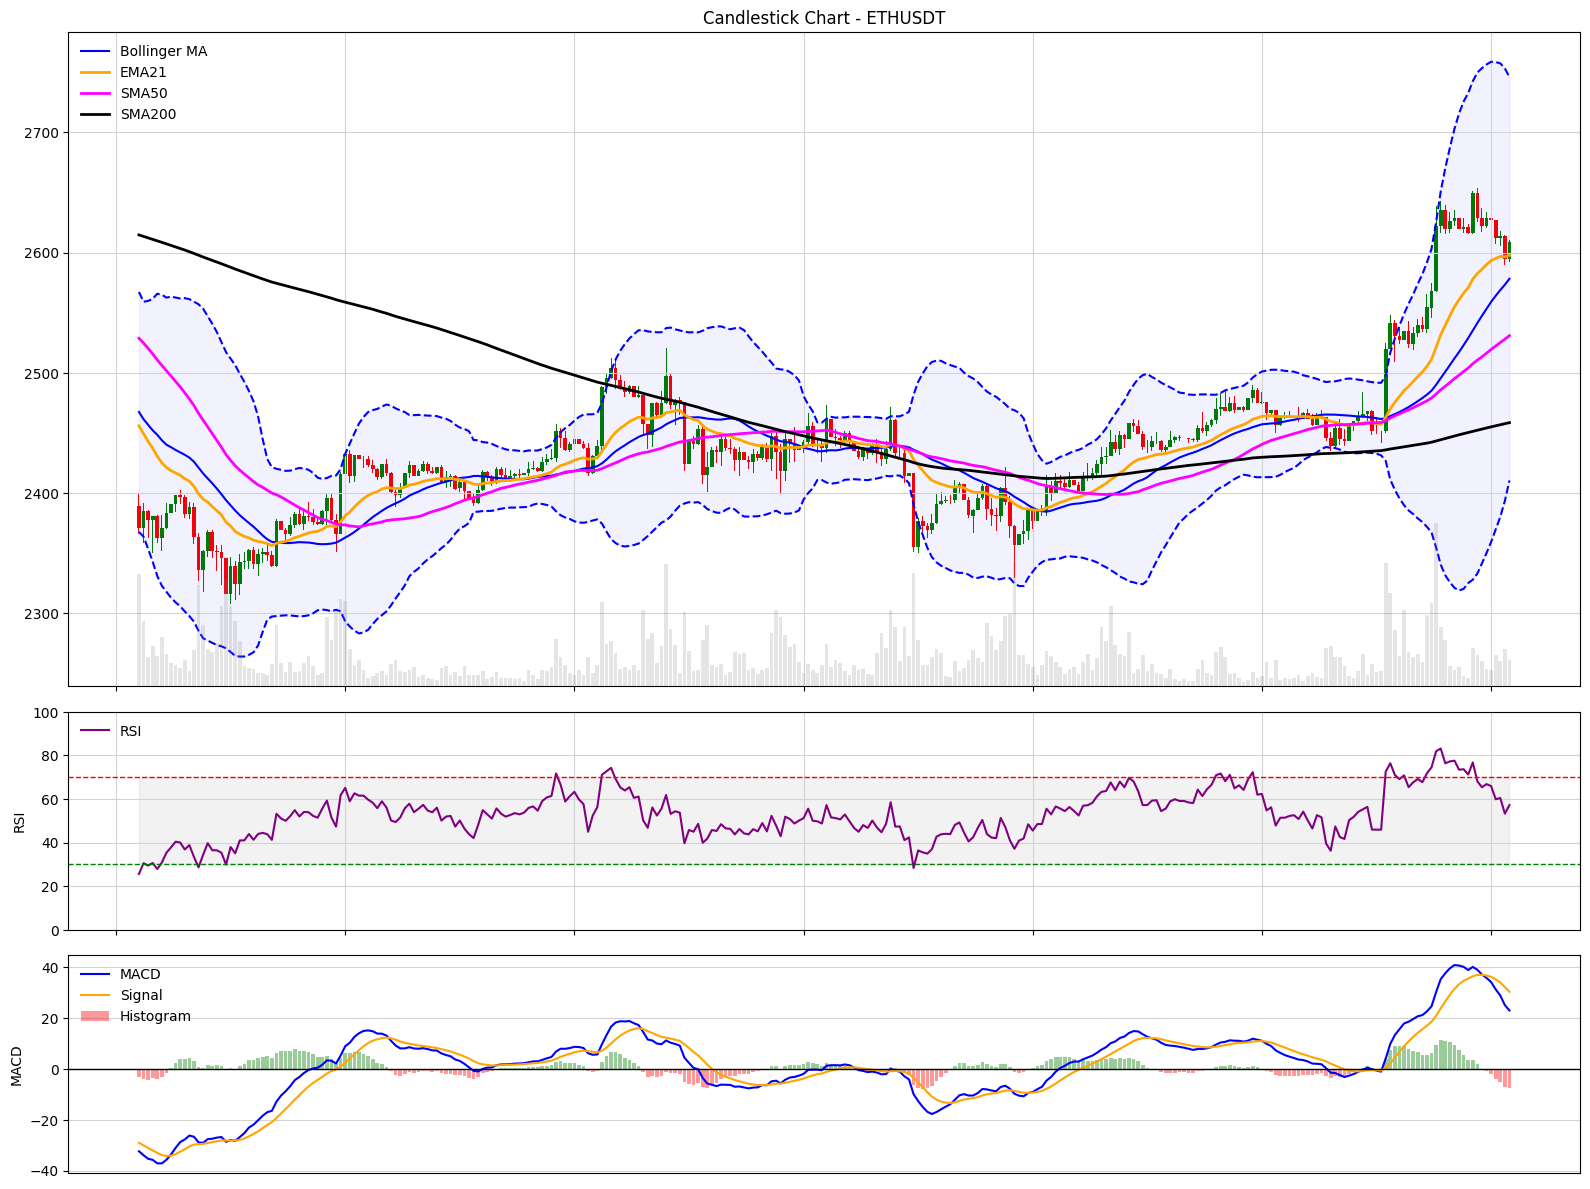 Candlestick Chart - ETHUSDT
Bollinger MA
EMA21
SMA50
SMA200
2700
2600
2500
2400
2300
RSI
100
80
60
40
20
0
RSI
MACD
Signal
Histogram
40
20
0
−20
−40
MACD